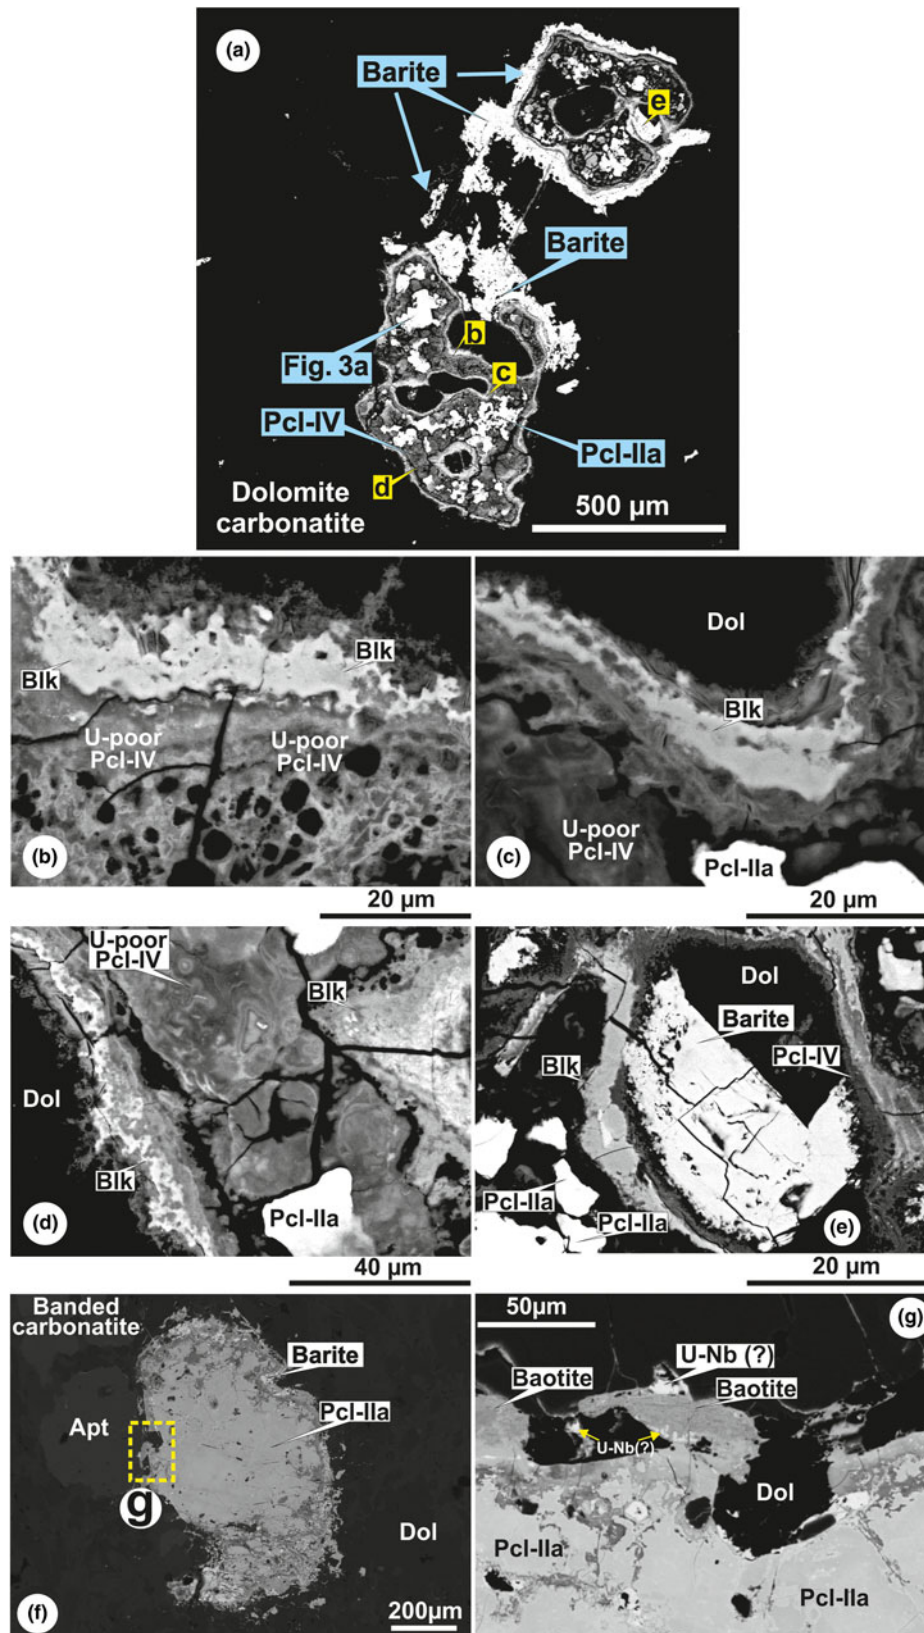 (a)
Barite
e
Barite
b
Fig. 3a
c
Pcl-IV
Pcl-IIa
d
Dolomite
carbonatite
500 µm
Blk
Blk
U-poor
Pcl-IV
U-poor
Pcl-IV
(b)
20 µm
Dol
Blk
U-poor
Pcl-IV
(c)
Pcl-IIa
20 µm
U-poor
Pcl-IV
Blk
Dol
Blk
Pcl-IIa
(d)
40 µm
Dol
Barite
Pcl-IV
Blk
Pcl-IIa
Pcl-IIa
(e)
20 µm
Banded
carbonatite
Barite
Pcl-IIa
Apt
g
Dol
(f)
200µm
50µm
(g)
U-Nb (?)
Baotite
Baotite
U-Nb(?)
Dol
Pcl-IIa
Pcl-IIa